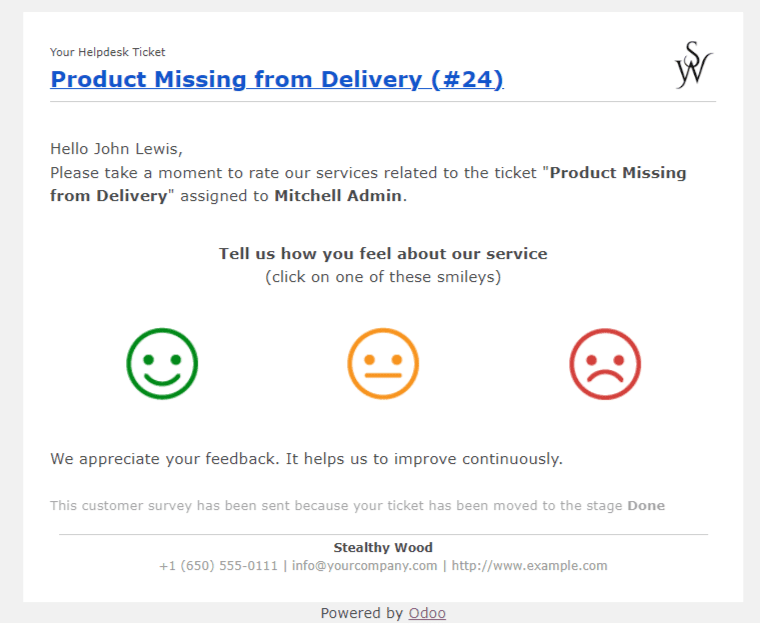 Your Helpdesk Ticket
Product Missing from Delivery (#24)
SW
Hello John Lewis,
Please take a moment to rate our services related to the ticket "Product Missing
from Delivery" assigned to Mitchell Admin.
Tell us how you feel about our service
(click on one of these smileys)
We appreciate your feedback. It helps us to improve continuously.
This customer survey has been sent because your ticket has been moved to the stage Done
Stealthy Wood
+1 (650) 555-0111 | info@yourcompany.com | http://www.example.com
Powered by Odoo